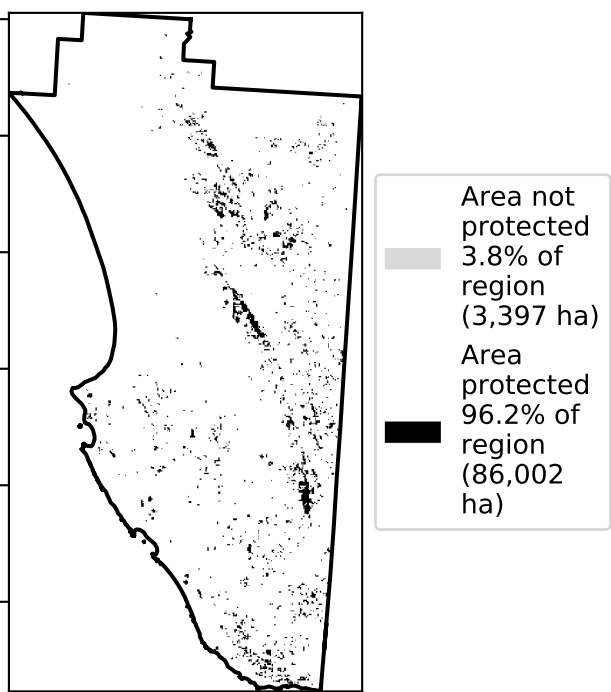 Area not
protected
3.8% of
region
(3,397 ha)
Area
protected
96.2% of
region
(86,002
ha)